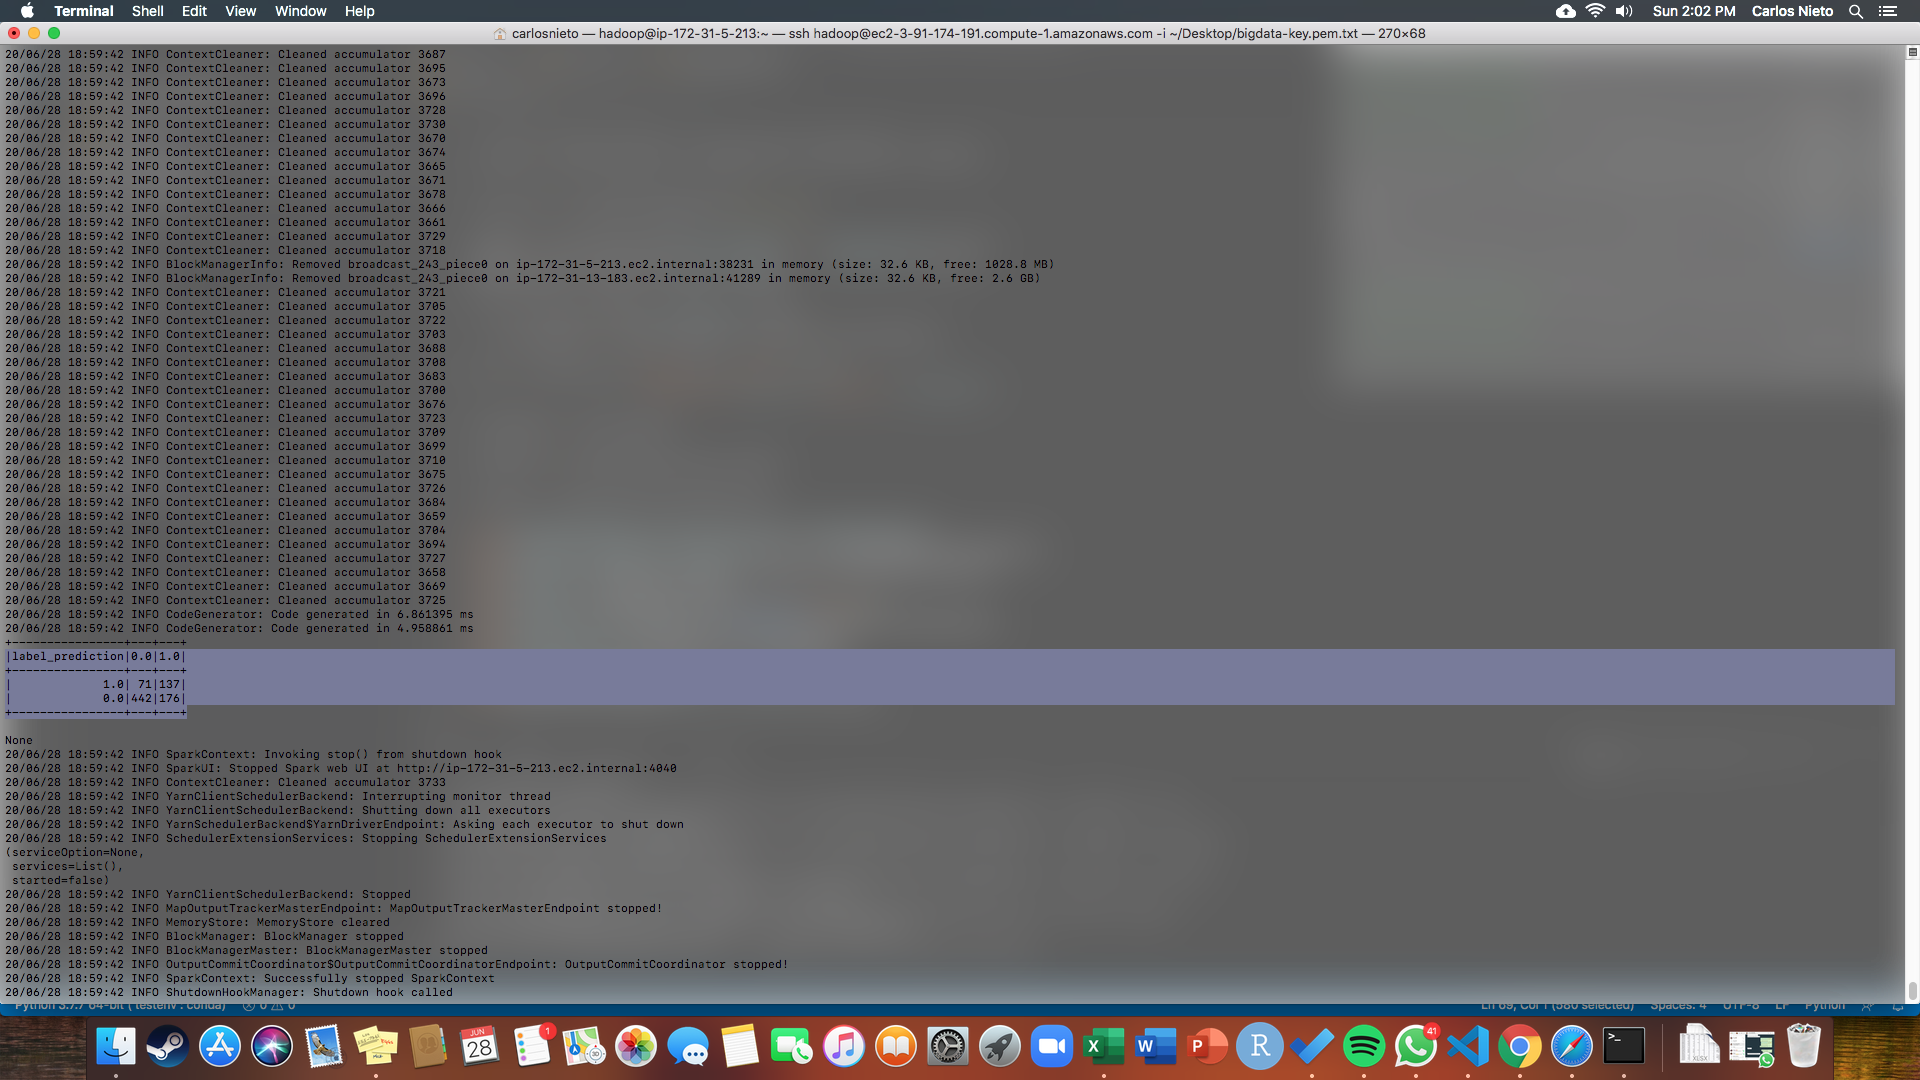 Terminal Shell Edit View Window Help Sun 2:02 PM Carlos Nieto
carlosnieto — hadoop@ip-172-31-5-213:~ — ssh hadoop@ec2-3-91-174-191.compute-1.amazonaws.com -i ~/Desktop/bigdata-key.pem.txt — 270×68
20/06/28 18:59:42 INFO ContextCleaner: Cleaned accumulator 3687
20/06/28 18:59:42 INFO ContextCleaner: Cleaned accumulator 3695
20/06/28 18:59:42 INFO ContextCleaner: Cleaned accumulator 3673
20/06/28 18:59:42 INFO ContextCleaner: Cleaned accumulator 3696
20/06/28 18:59:42 INFO ContextCleaner: Cleaned accumulator 3728
20/06/28 18:59:42 INFO ContextCleaner: Cleaned accumulator 3730
20/06/28 18:59:42 INFO ContextCleaner: Cleaned accumulator 3670
20/06/28 18:59:42 INFO ContextCleaner: Cleaned accumulator 3674
20/06/28 18:59:42 INFO ContextCleaner: Cleaned accumulator 3665
20/06/28 18:59:42 INFO ContextCleaner: Cleaned accumulator 3671
20/06/28 18:59:42 INFO ContextCleaner: Cleaned accumulator 3678
20/06/28 18:59:42 INFO ContextCleaner: Cleaned accumulator 3666
20/06/28 18:59:42 INFO ContextCleaner: Cleaned accumulator 3661
20/06/28 18:59:42 INFO ContextCleaner: Cleaned accumulator 3729
20/06/28 18:59:42 INFO ContextCleaner: Cleaned accumulator 3718
20/06/28 18:59:42 INFO BlockManagerInfo: Removed broadcast_243_piece0 on ip-172-31-5-213.ec2.internal:38231 in memory (size: 32.6 KB, free: 1028.8 MB)
20/06/28 18:59:42 INFO BlockManagerInfo: Removed broadcast_243_piece0 on ip-172-31-13-183.ec2.internal:41289 in memory (size: 32.6 KB, free: 2.6 GB)
20/06/28 18:59:42 INFO ContextCleaner: Cleaned accumulator 3721
20/06/28 18:59:42 INFO ContextCleaner: Cleaned accumulator 3705
20/06/28 18:59:42 INFO ContextCleaner: Cleaned accumulator 3722
20/06/28 18:59:42 INFO ContextCleaner: Cleaned accumulator 3703
20/06/28 18:59:42 INFO ContextCleaner: Cleaned accumulator 3688
20/06/28 18:59:42 INFO ContextCleaner: Cleaned accumulator 3708
20/06/28 18:59:42 INFO ContextCleaner: Cleaned accumulator 3683
20/06/28 18:59:42 INFO ContextCleaner: Cleaned accumulator 3700
20/06/28 18:59:42 INFO ContextCleaner: Cleaned accumulator 3676
20/06/28 18:59:42 INFO ContextCleaner: Cleaned accumulator 3723
20/06/28 18:59:42 INFO ContextCleaner: Cleaned accumulator 3709
20/06/28 18:59:42 INFO ContextCleaner: Cleaned accumulator 3699
20/06/28 18:59:42 INFO ContextCleaner: Cleaned accumulator 3710
20/06/28 18:59:42 INFO ContextCleaner: Cleaned accumulator 3675
20/06/28 18:59:42 INFO ContextCleaner: Cleaned accumulator 3726
20/06/28 18:59:42 INFO ContextCleaner: Cleaned accumulator 3684
20/06/28 18:59:42 INFO ContextCleaner: Cleaned accumulator 3659
20/06/28 18:59:42 INFO ContextCleaner: Cleaned accumulator 3704
20/06/28 18:59:42 INFO ContextCleaner: Cleaned accumulator 3694
20/06/28 18:59:42 INFO ContextCleaner: Cleaned accumulator 3727
20/06/28 18:59:42 INFO ContextCleaner: Cleaned accumulator 3658
20/06/28 18:59:42 INFO ContextCleaner: Cleaned accumulator 3669
20/06/28 18:59:42 INFO ContextCleaner: Cleaned accumulator 3725
20/06/28 18:59:42 INFO CodeGenerator: Code generated in 6.861395 ms
20/06/28 18:59:42 INFO CodeGenerator: Code generated in 4.958861 ms
+----------------+---+---+
|label_prediction|0.0|1.0|
+----------------+---+---+
|             1.0| 71|137|
|             0.0|442|176|
+----------------+---+---+
None
20/06/28 18:59:42 INFO SparkContext: Invoking stop() from shutdown hook
20/06/28 18:59:42 INFO SparkUI: Stopped Spark web UI at http://ip-172-31-5-213.ec2.internal:4040
20/06/28 18:59:42 INFO ContextCleaner: Cleaned accumulator 3733
20/06/28 18:59:42 INFO YarnClientSchedulerBackend: Interrupting monitor thread
20/06/28 18:59:42 INFO YarnClientSchedulerBackend: Shutting down all executors
20/06/28 18:59:42 INFO YarnSchedulerBackend$YarnDriverEndpoint: Asking each executor to shut down
20/06/28 18:59:42 INFO SchedulerExtensionServices: Stopping SchedulerExtensionServices
(serviceOption=None,
 services=List(),
 started=false)
20/06/28 18:59:42 INFO YarnClientSchedulerBackend: Stopped
20/06/28 18:59:42 INFO MapOutputTrackerMasterEndpoint: MapOutputTrackerMasterEndpoint stopped!
20/06/28 18:59:42 INFO MemoryStore: MemoryStore cleared
20/06/28 18:59:42 INFO BlockManager: BlockManager stopped
20/06/28 18:59:42 INFO BlockManagerMaster: BlockManagerMaster stopped
20/06/28 18:59:42 INFO OutputCommitCoordinator$OutputCommitCoordinatorEndpoint: OutputCommitCoordinator stopped!
20/06/28 18:59:42 INFO SparkContext: Successfully stopped SparkContext
20/06/28 18:59:42 INFO ShutdownHookManager: Shutdown hook called
Python 3.7.7 64-bit ('testenv': conda) 0 0 Ln 69, Col 1 (586 selected) Spaces: 4 UTF-8 LF Python
JUN 28 1 3D X W P R 41 >_ XLSX